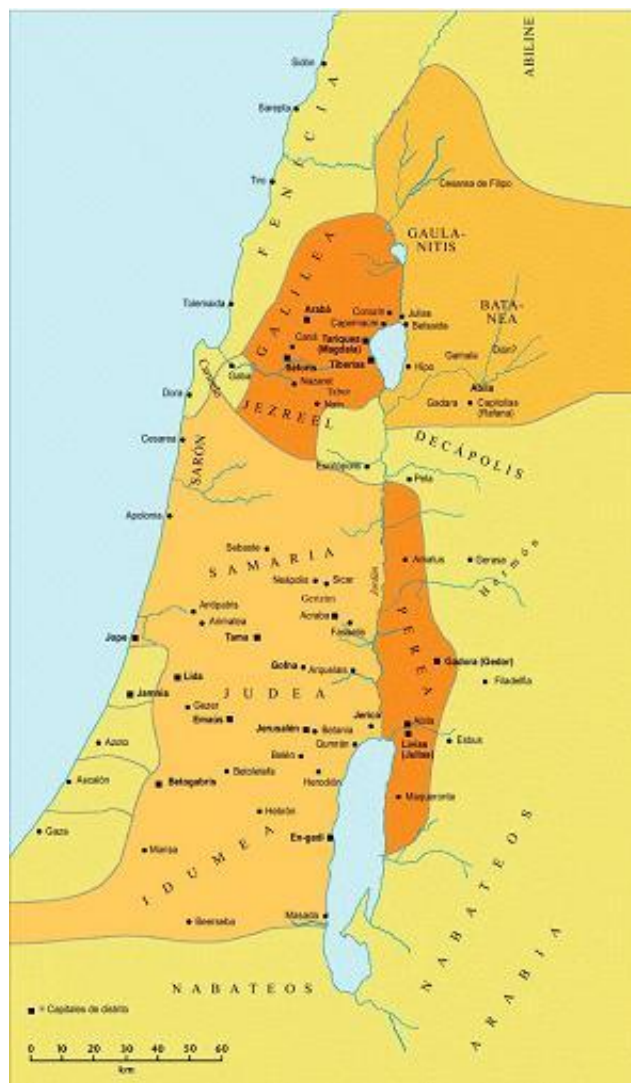 ABILINE
Sidón
Sarepta
FENICIA
Tiro
Cesarea de Filipo
GAULA-
NITIS
GALILEA
Tolemaida
Arabá
Corozín
Julias
Capernaum
Betsaida
BATA-
NEA
Caná
Tariquea
(Magdala)
Séforis
Tiberias
Hipo
Gamala
Dión?
Carmelo
Gaba
Nazaret
Tabor
Naín
Abila
Dora
JEZREEL
Gadara
Capitolias
(Rafana)
Cesarea
SARÓN
DECÁPOLIS
Escitópolis
Pela
Apolonia
Sebaste
SAMARIA
Amatus
Gerasa
Neápolis
Sicar
Jordán
Garizim
Antípatris
Arimatea
Acraba
Fasaelis
PEREA
Jope
Tamna
Gofna
Arquelais
Gadora (Gedor)
Filadelfia
Lida
Jamnia
JUDEA
Gezer
Emaús
Jerusalén
Betania
Jericó
Abila
Livias
(Julias)
Esbus
Azoto
Qumrán
Belén
Ascalón
Betogabris
Betoletefa
Herodión
Hebrón
Maqueronte
Gaza
Marisa
En-gadi
IDUMEA
Beerseba
Masada
NABATEOS
NABATEOS
ARABIA
= Capitales de distrito
0 10 20 30 40 50 60
km